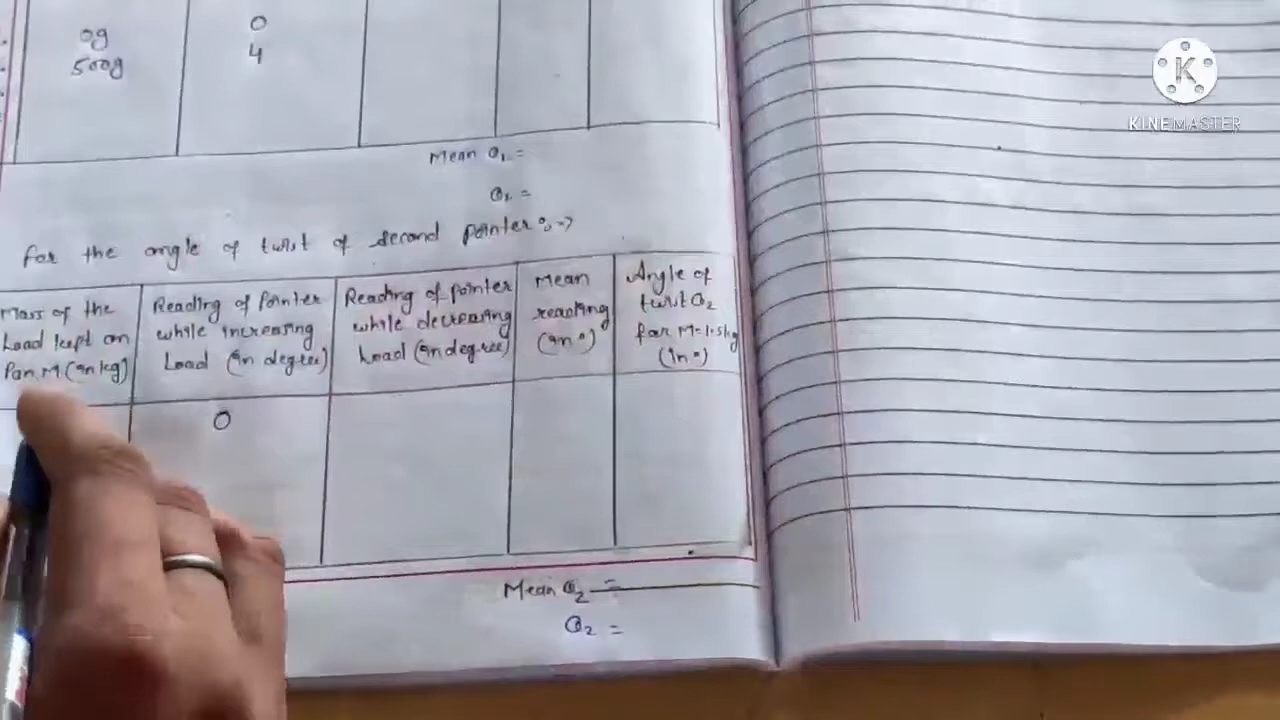 0g
0
500g
4
Mean θ1 =
θ1 =
for the angle of twist of second pointer :->
Mass of the
Load kept on
Pan M (in kg)
Reading of Pointer
while increasing
Load (in degree)
Reading of pointer
while decreasing
Load (in degree)
Mean
reading
(in °)
Angle of
twist θ2
for M=1.5kg
(in °)
0
Mean θ2 =
θ2 =
KINEMASTER